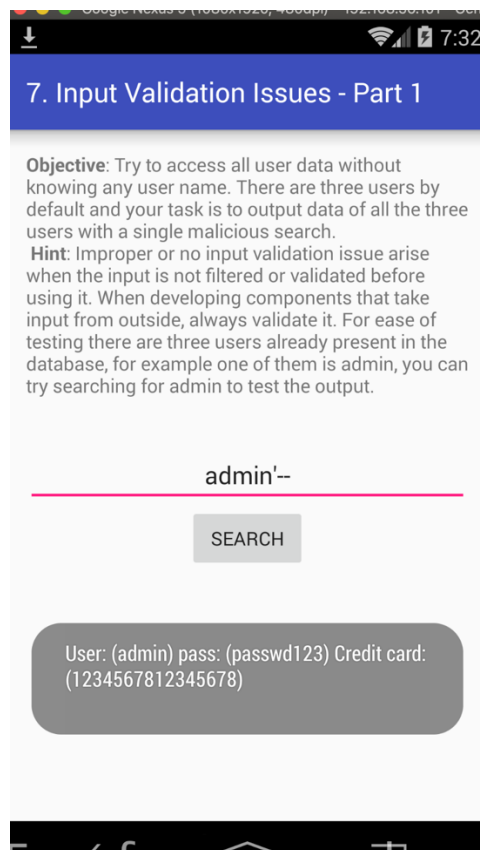 7:32
7. Input Validation Issues - Part 1
Objective: Try to access all user data without
knowing any user name. There are three users by
default and your task is to output data of all the three
users with a single malicious search.
Hint: Improper or no input validation issue arise
when the input is not filtered or validated before
using it. When developing components that take
input from outside, always validate it. For ease of
testing there are three users already present in the
database, for example one of them is admin, you can
try searching for admin to test the output.
admin'--
SEARCH
User: (admin) pass: (passwd123) Credit card:
(1234567812345678)